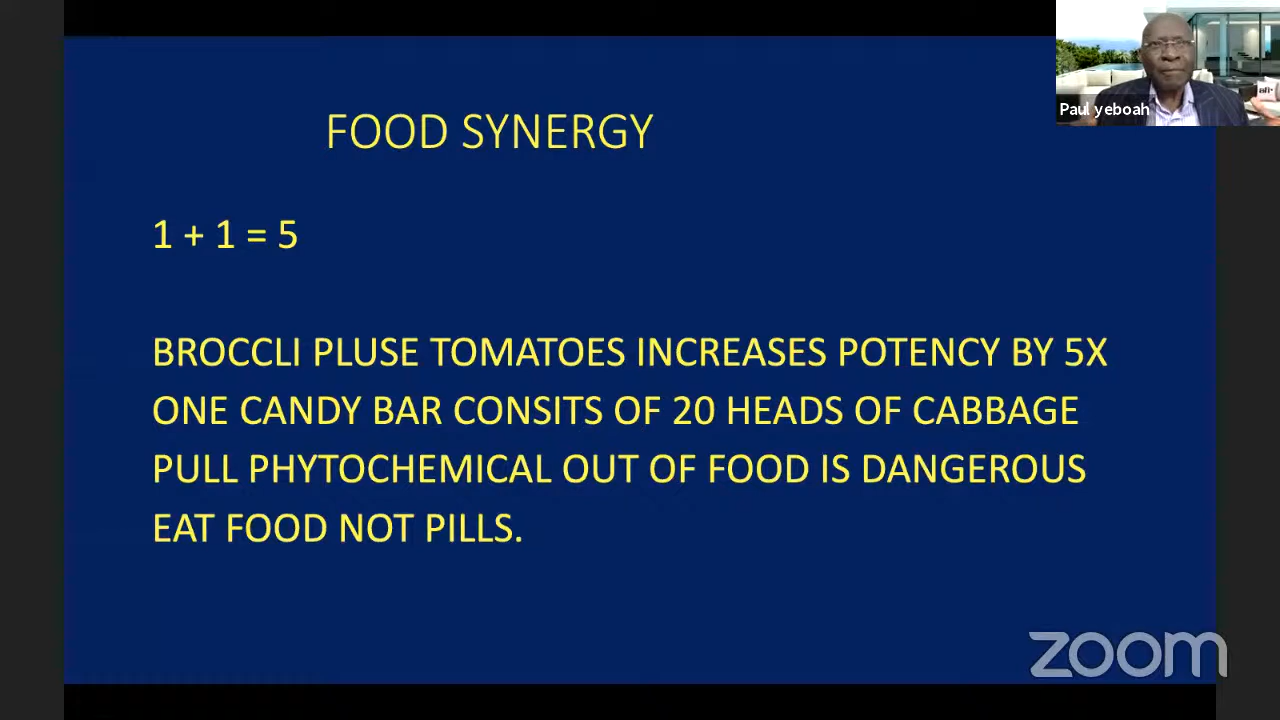 Paul yeboah
afi
FOOD SYNERGY
1 + 1 = 5
BROCCLI PLUSE TOMATOES INCREASES POTENCY BY 5X
ONE CANDY BAR CONSITS OF 20 HEADS OF CABBAGE
PULL PHYTOCHEMICAL OUT OF FOOD IS DANGEROUS
EAT FOOD NOT PILLS.
zoom